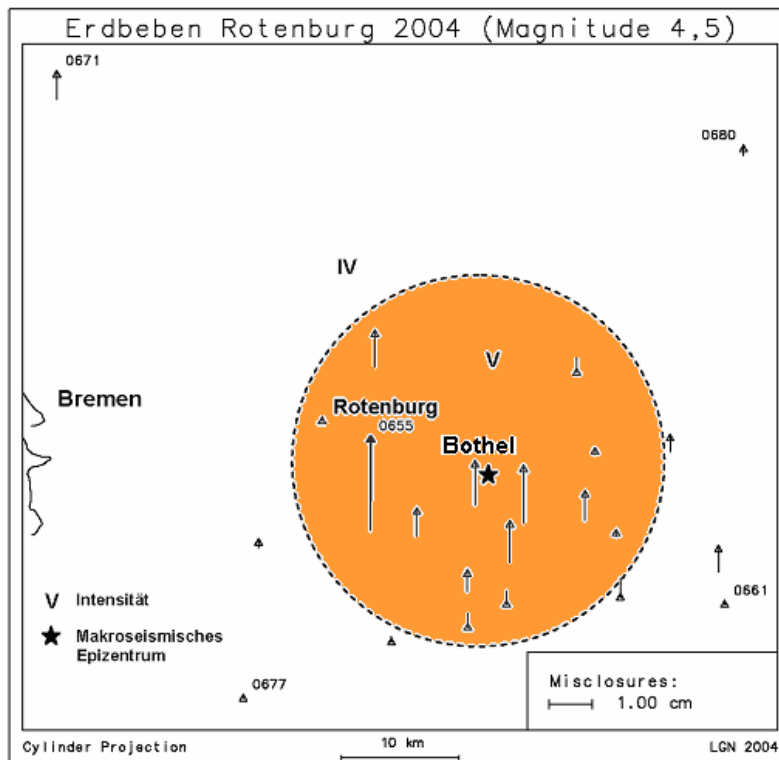 Erdbeben Rotenburg 2004 (Magnitude 4,5)
0671
0680
IV
V
Bremen
Rotenburg
0655
Bothel
V Intensität
Makroseismisches
Epizentrum
0661
0677
Misclosures:
1.00 cm
Cylinder Projection
10 km
LGN 2004